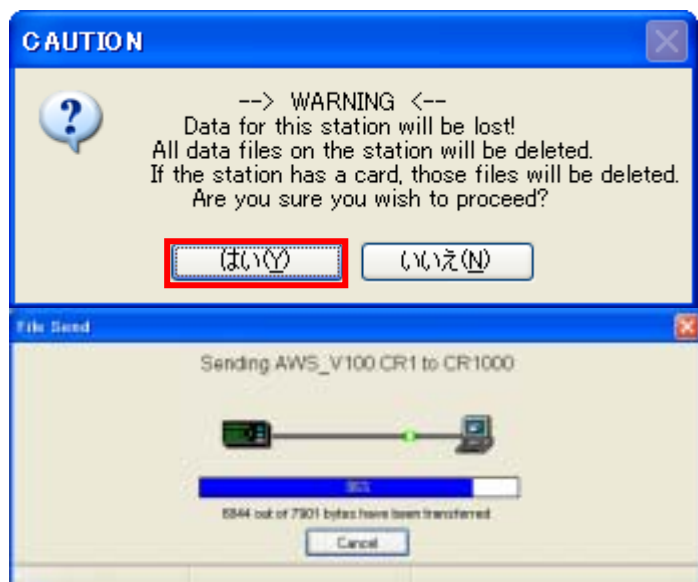 CAUTION
--> WARNING <--
Data for this station will be lost!
All data files on the station will be deleted.
If the station has a card, those files will be deleted.
Are you sure you wish to proceed?
はい(Y)
いいえ(N)
File Send
Sending AWS_V100.CR1 to CR1000
86%
6844 out of 7901 bytes have been transferred
Cancel